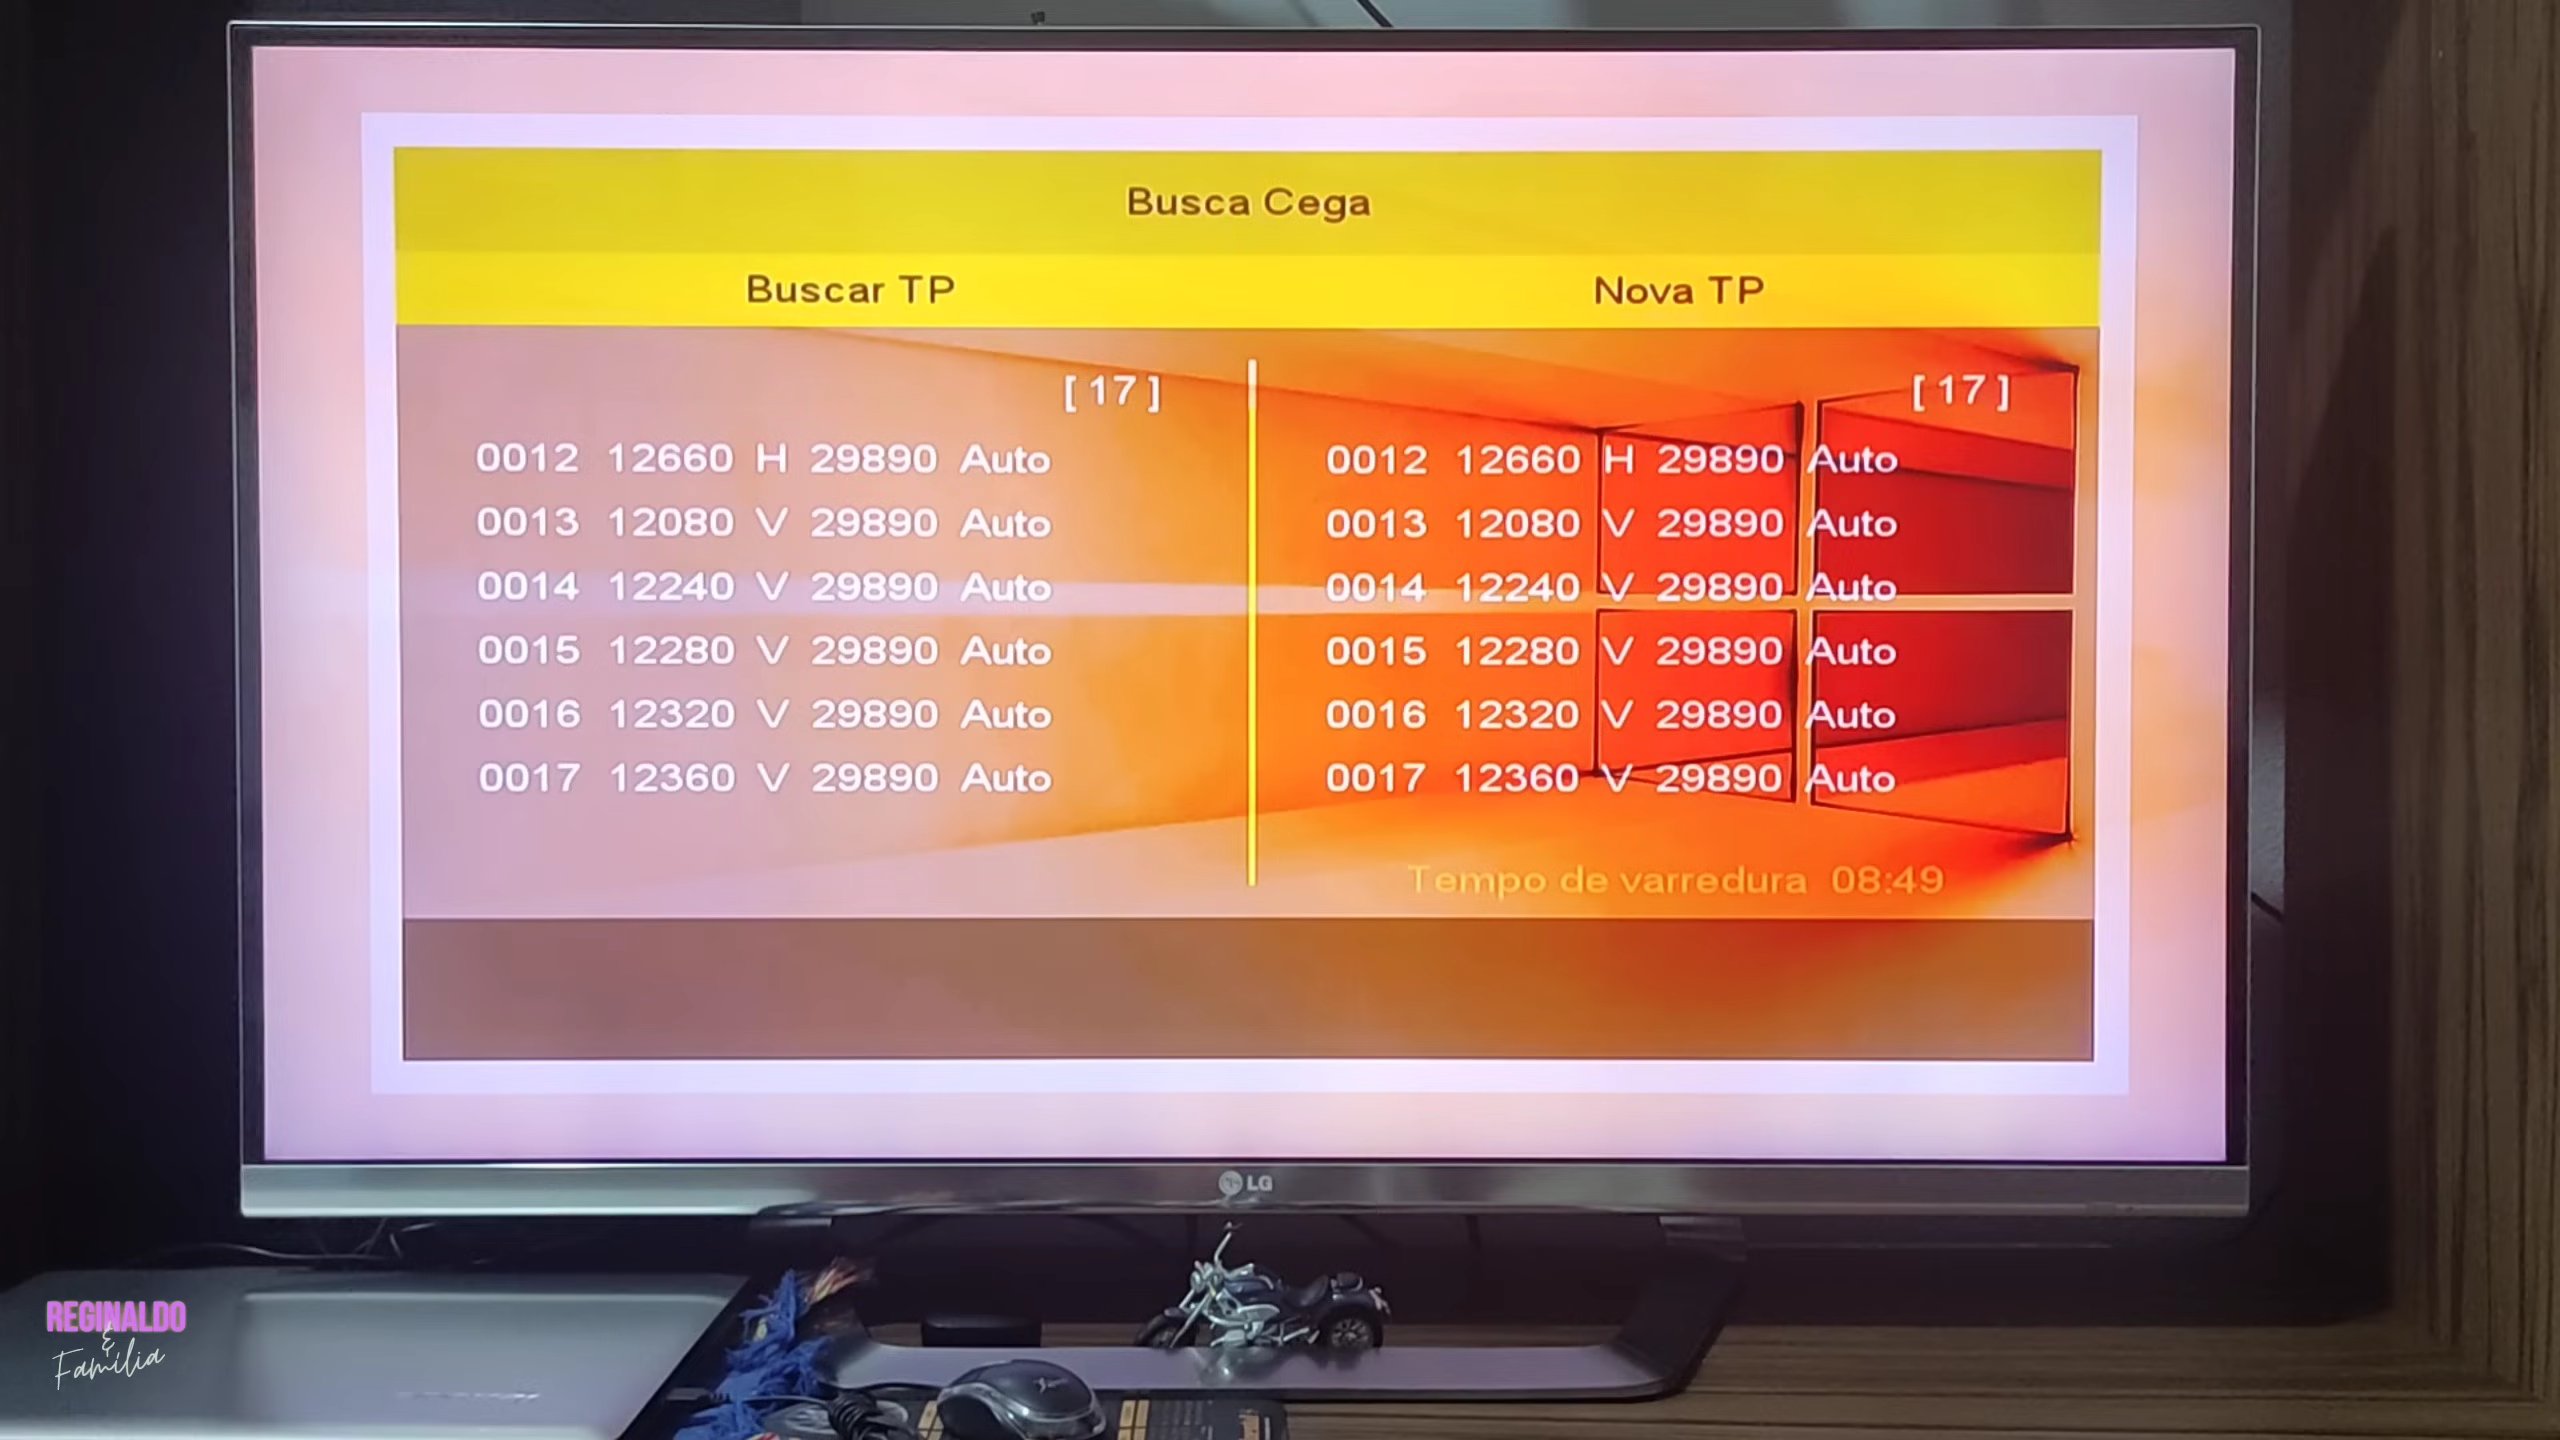 Busca Cega
Buscar TP
Nova TP
[ 17 ]
0012 12660 H 29890 Auto
0013 12080 V 29890 Auto
0014 12240 V 29890 Auto
0015 12280 V 29890 Auto
0016 12320 V 29890 Auto
0017 12360 V 29890 Auto
[ 17 ]
0012 12660 H 29890 Auto
0013 12080 V 29890 Auto
0014 12240 V 29890 Auto
0015 12280 V 29890 Auto
0016 12320 V 29890 Auto
0017 12360 V 29890 Auto
Tempo de varredura 08:49
LG
REGINALDO
&
Família